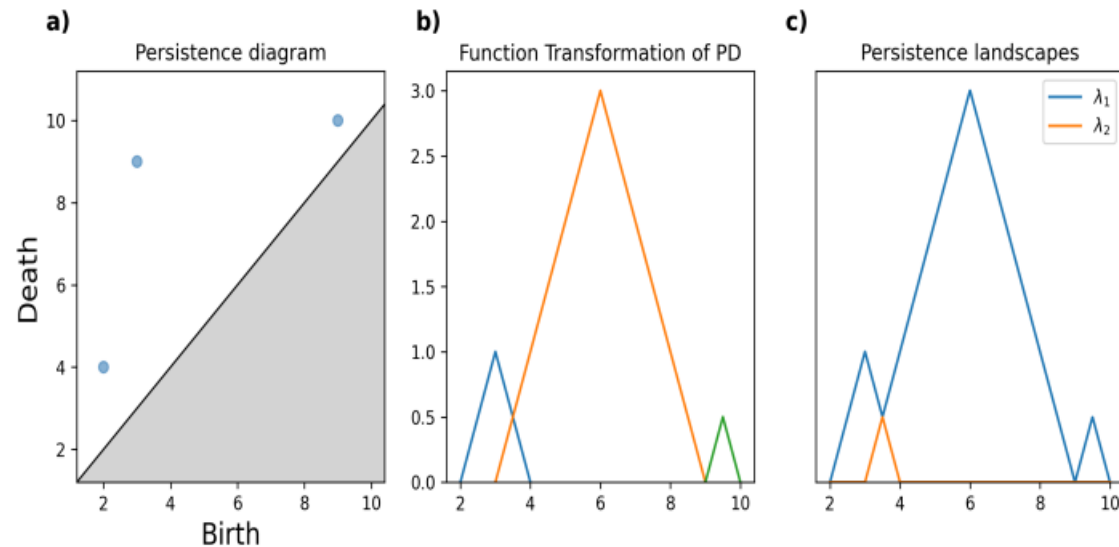 a)
Persistence diagram
10
8
6
4
2
Death
2 4 6 8 10
Birth
b)
Function Transformation of PD
3.0
2.5
2.0
1.5
1.0
0.5
0.0
2 4 6 8 10
c)
Persistence landscapes
λ₁
λ₂
2 4 6 8 10